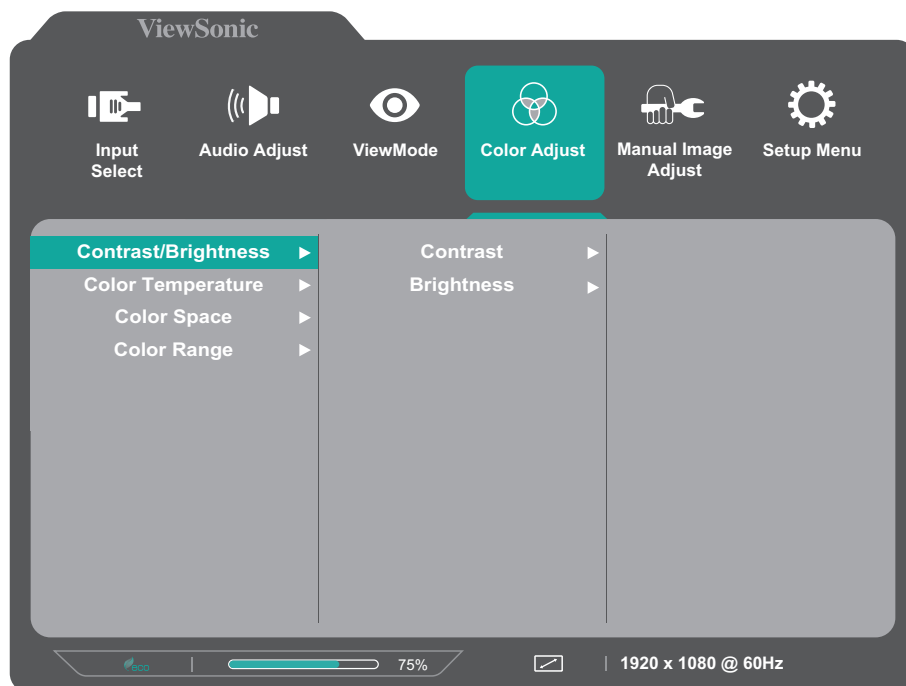 ViewSonic
Input
Select
Audio Adjust
ViewMode
Color Adjust
Manual Image
Adjust
Setup Menu
Contrast/Brightness
Color Temperature
Color Space
Color Range
Contrast
Brightness
eco
75%
1920 x 1080 @ 60Hz